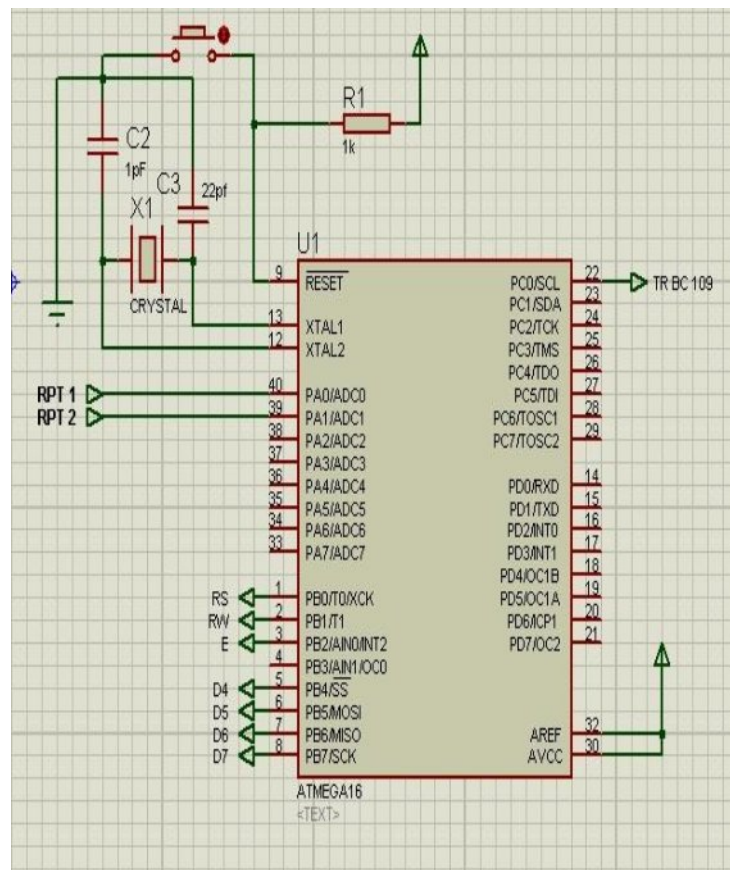 R1
1k
C2
1pF
C3
22pf
X1
CRYSTAL
U1
9 RESET
13 XTAL1
12 XTAL2
RPT 1 40 PA0/ADC0
RPT 2 39 PA1/ADC1
38 PA2/ADC2
37 PA3/ADC3
36 PA4/ADC4
35 PA5/ADC5
34 PA6/ADC6
33 PA7/ADC7
RS 1 PB0/T0/XCK
RW 2 PB1/T1
E 3 PB2/AIN0/INT2
4 PB3/AIN1/OC0
D4 5 PB4/SS
D5 6 PB5/MOSI
D6 7 PB6/MISO
D7 8 PB7/SCK
PC0/SCL 22 TR BC 109
PC1/SDA 23
PC2/TCK 24
PC3/TMS 25
PC4/TDO 26
PC5/TDI 27
PC6/TOSC1 28
PC7/TOSC2 29
PD0/RXD 14
PD1/TXD 15
PD2/INT0 16
PD3/INT1 17
PD4/OC1B 18
PD5/OC1A 19
PD6/ICP1 20
PD7/OC2 21
AREF 32
AVCC 30
ATMEGA16
<TEXT>